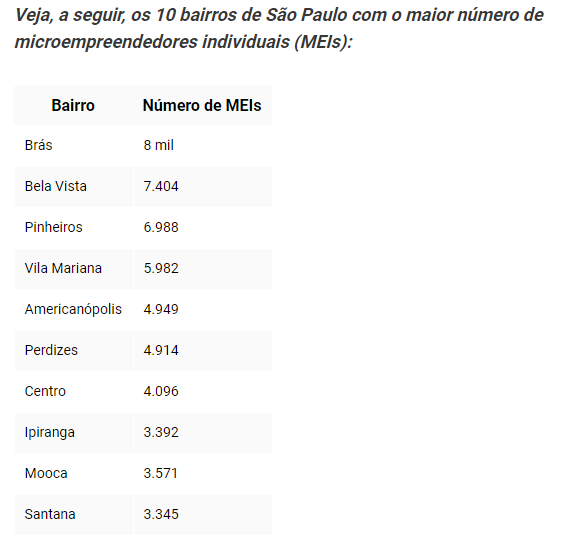 Veja, a seguir, os 10 bairros de São Paulo com o maior número de
microempreendedores individuais (MEIs):
Bairro Número de MEIs
Brás 8 mil
Bela Vista 7.404
Pinheiros 6.988
Vila Mariana 5.982
Americanópolis 4.949
Perdizes 4.914
Centro 4.096
Ipiranga 3.392
Mooca 3.571
Santana 3.345